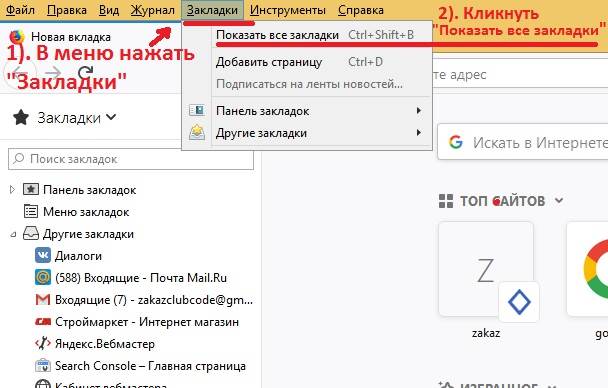 Файл Правка Вид Журнал Закладки Инструменты Справка
2). Кликнуть
"Показать все закладки"
1). В меню нажать
"Закладки"
Новая вкладка
Показать все закладки Ctrl+Shift+B
Добавить страницу Ctrl+D
Подписаться на ленты новостей...
Панель закладок
Другие закладки
те адрес
Закладки
Поиск закладок
Панель закладок
Меню закладок
Другие закладки
Диалоги
(588) Входящие - Почта Mail.Ru
Входящие (7) - zakazclubcode@gm...
Строймаркет - Интернет магазин
Яндекс.Вебмастер
Search Console – Главная страница
Кабинет вебмастера
G Искать в Интернете
ТОП САЙТОВ
Z
zakaz
G
go
ИЗБРАННОЕ